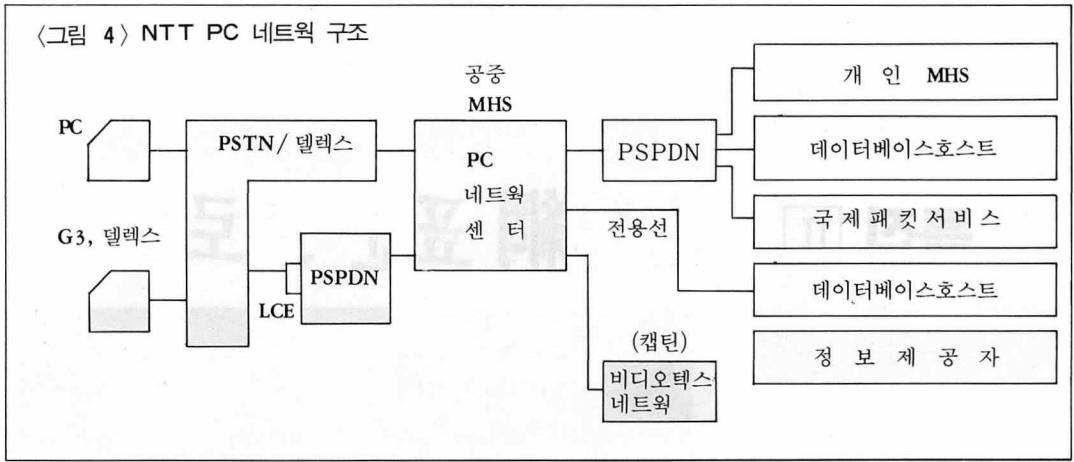 〈그림 4〉 NTT PC 네트웍 구조
공중
MHS
PC
PSTN/델렉스
G3, 델렉스
LCE
PSPDN
PC
네트웍
센 터
PSPDN
전용선
(캡틴)
비디오텍스
네트웍
개 인 MHS
데이터베이스호스트
국제패킷서비스
데이터베이스호스트
정 보 제 공 자